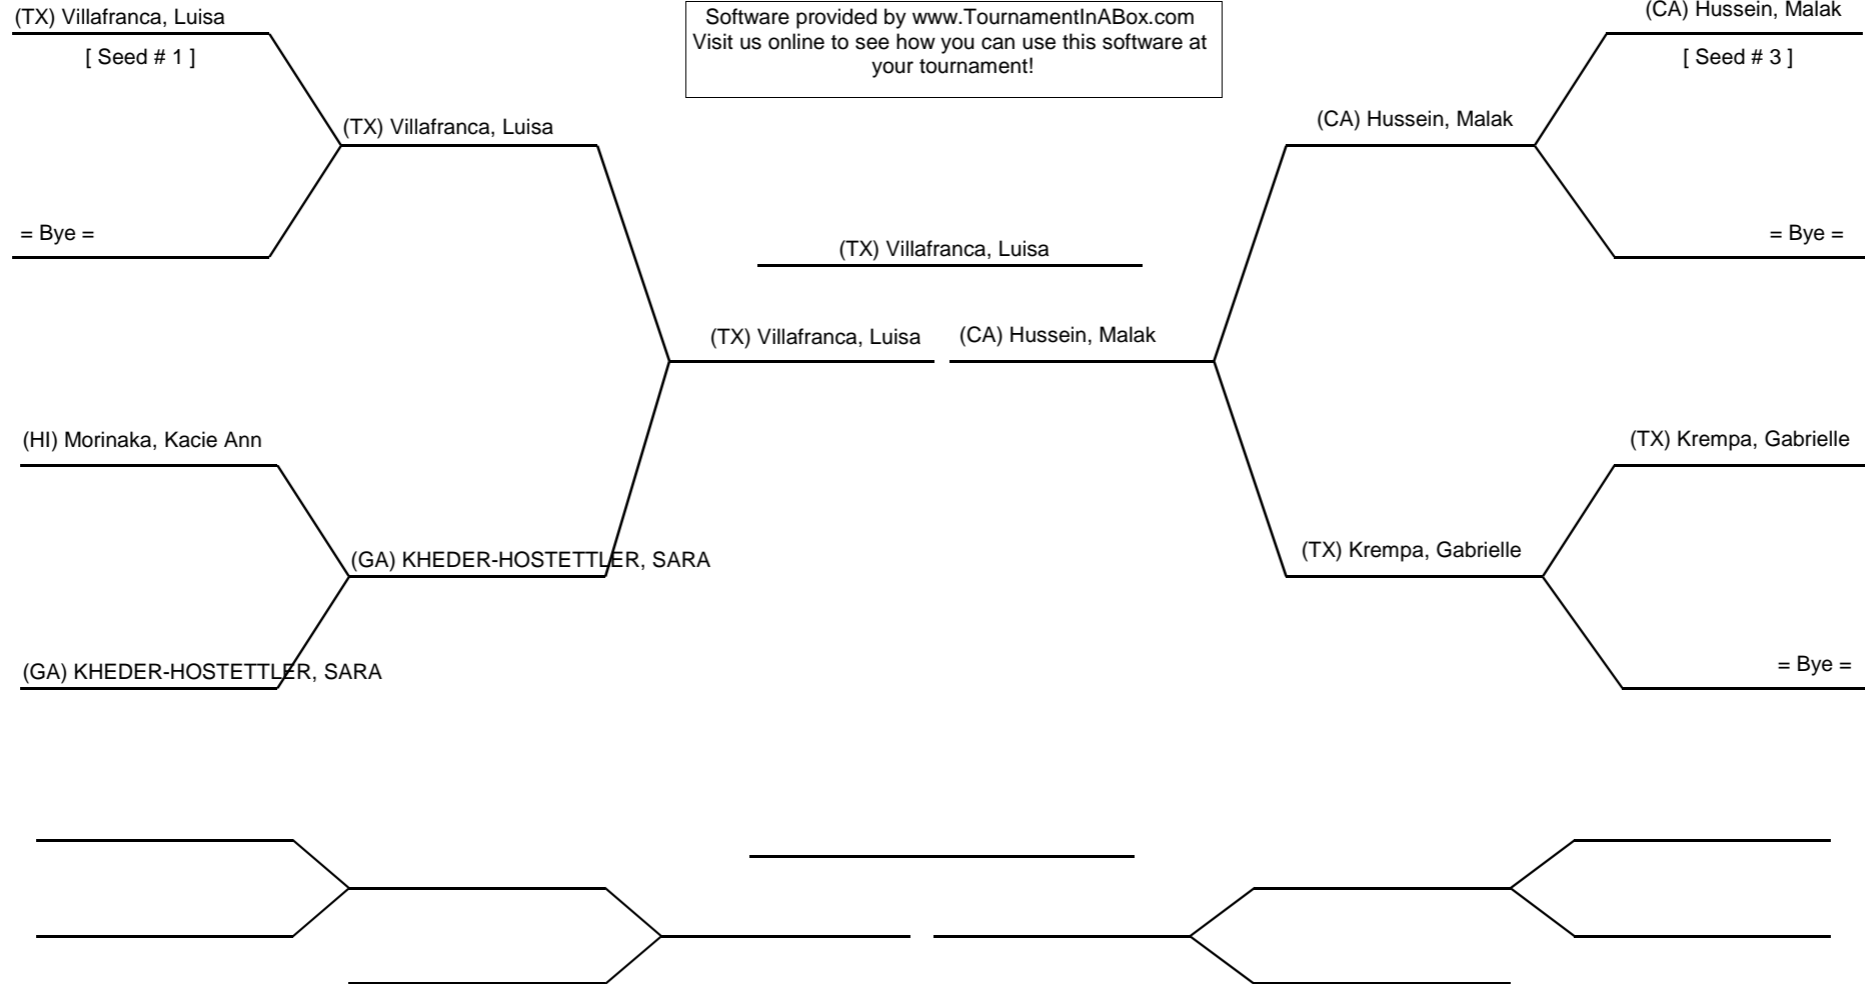 (TX) Villafranca, Luisa
[ Seed # 1 ]
(TX) Villafranca, Luisa
= Bye =
(HI) Morinaka, Kacie Ann
(GA) KHEDER-HOSTETTLER, SARA
(GA) KHEDER-HOSTETTLER, SARA
Software provided by www.TournamentInABox.com
Visit us online to see how you can use this software at
your tournament!
(TX) Villafranca, Luisa
(TX) Villafranca, Luisa
(CA) Hussein, Malak
(CA) Hussein, Malak
[ Seed # 3 ]
(CA) Hussein, Malak
= Bye =
(TX) Krempa, Gabrielle
(TX) Krempa, Gabrielle
= Bye =